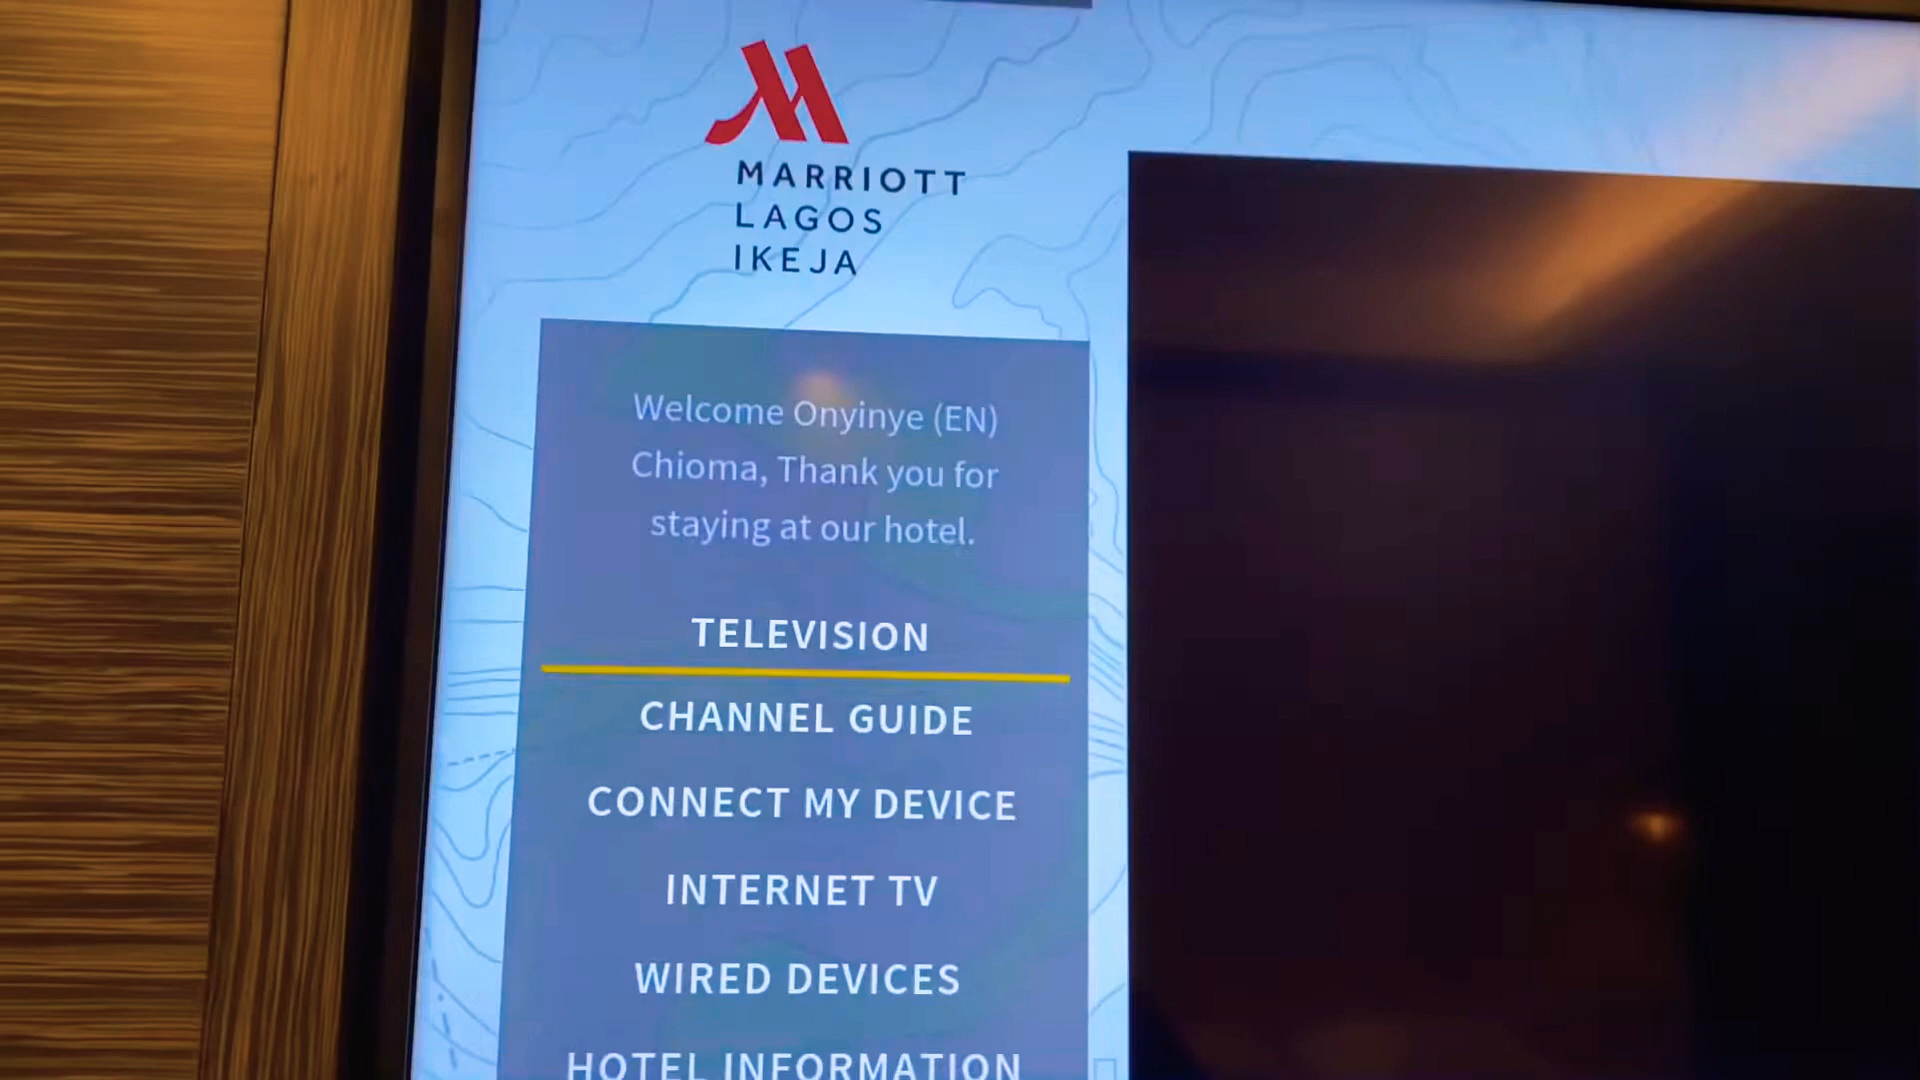 MARRIOTT
LAGOS
IKEJA
Welcome Onyinye (EN)
Chioma, Thank you for
staying at our hotel.
TELEVISION
CHANNEL GUIDE
CONNECT MY DEVICE
INTERNET TV
WIRED DEVICES
HOTEL INFORMATION